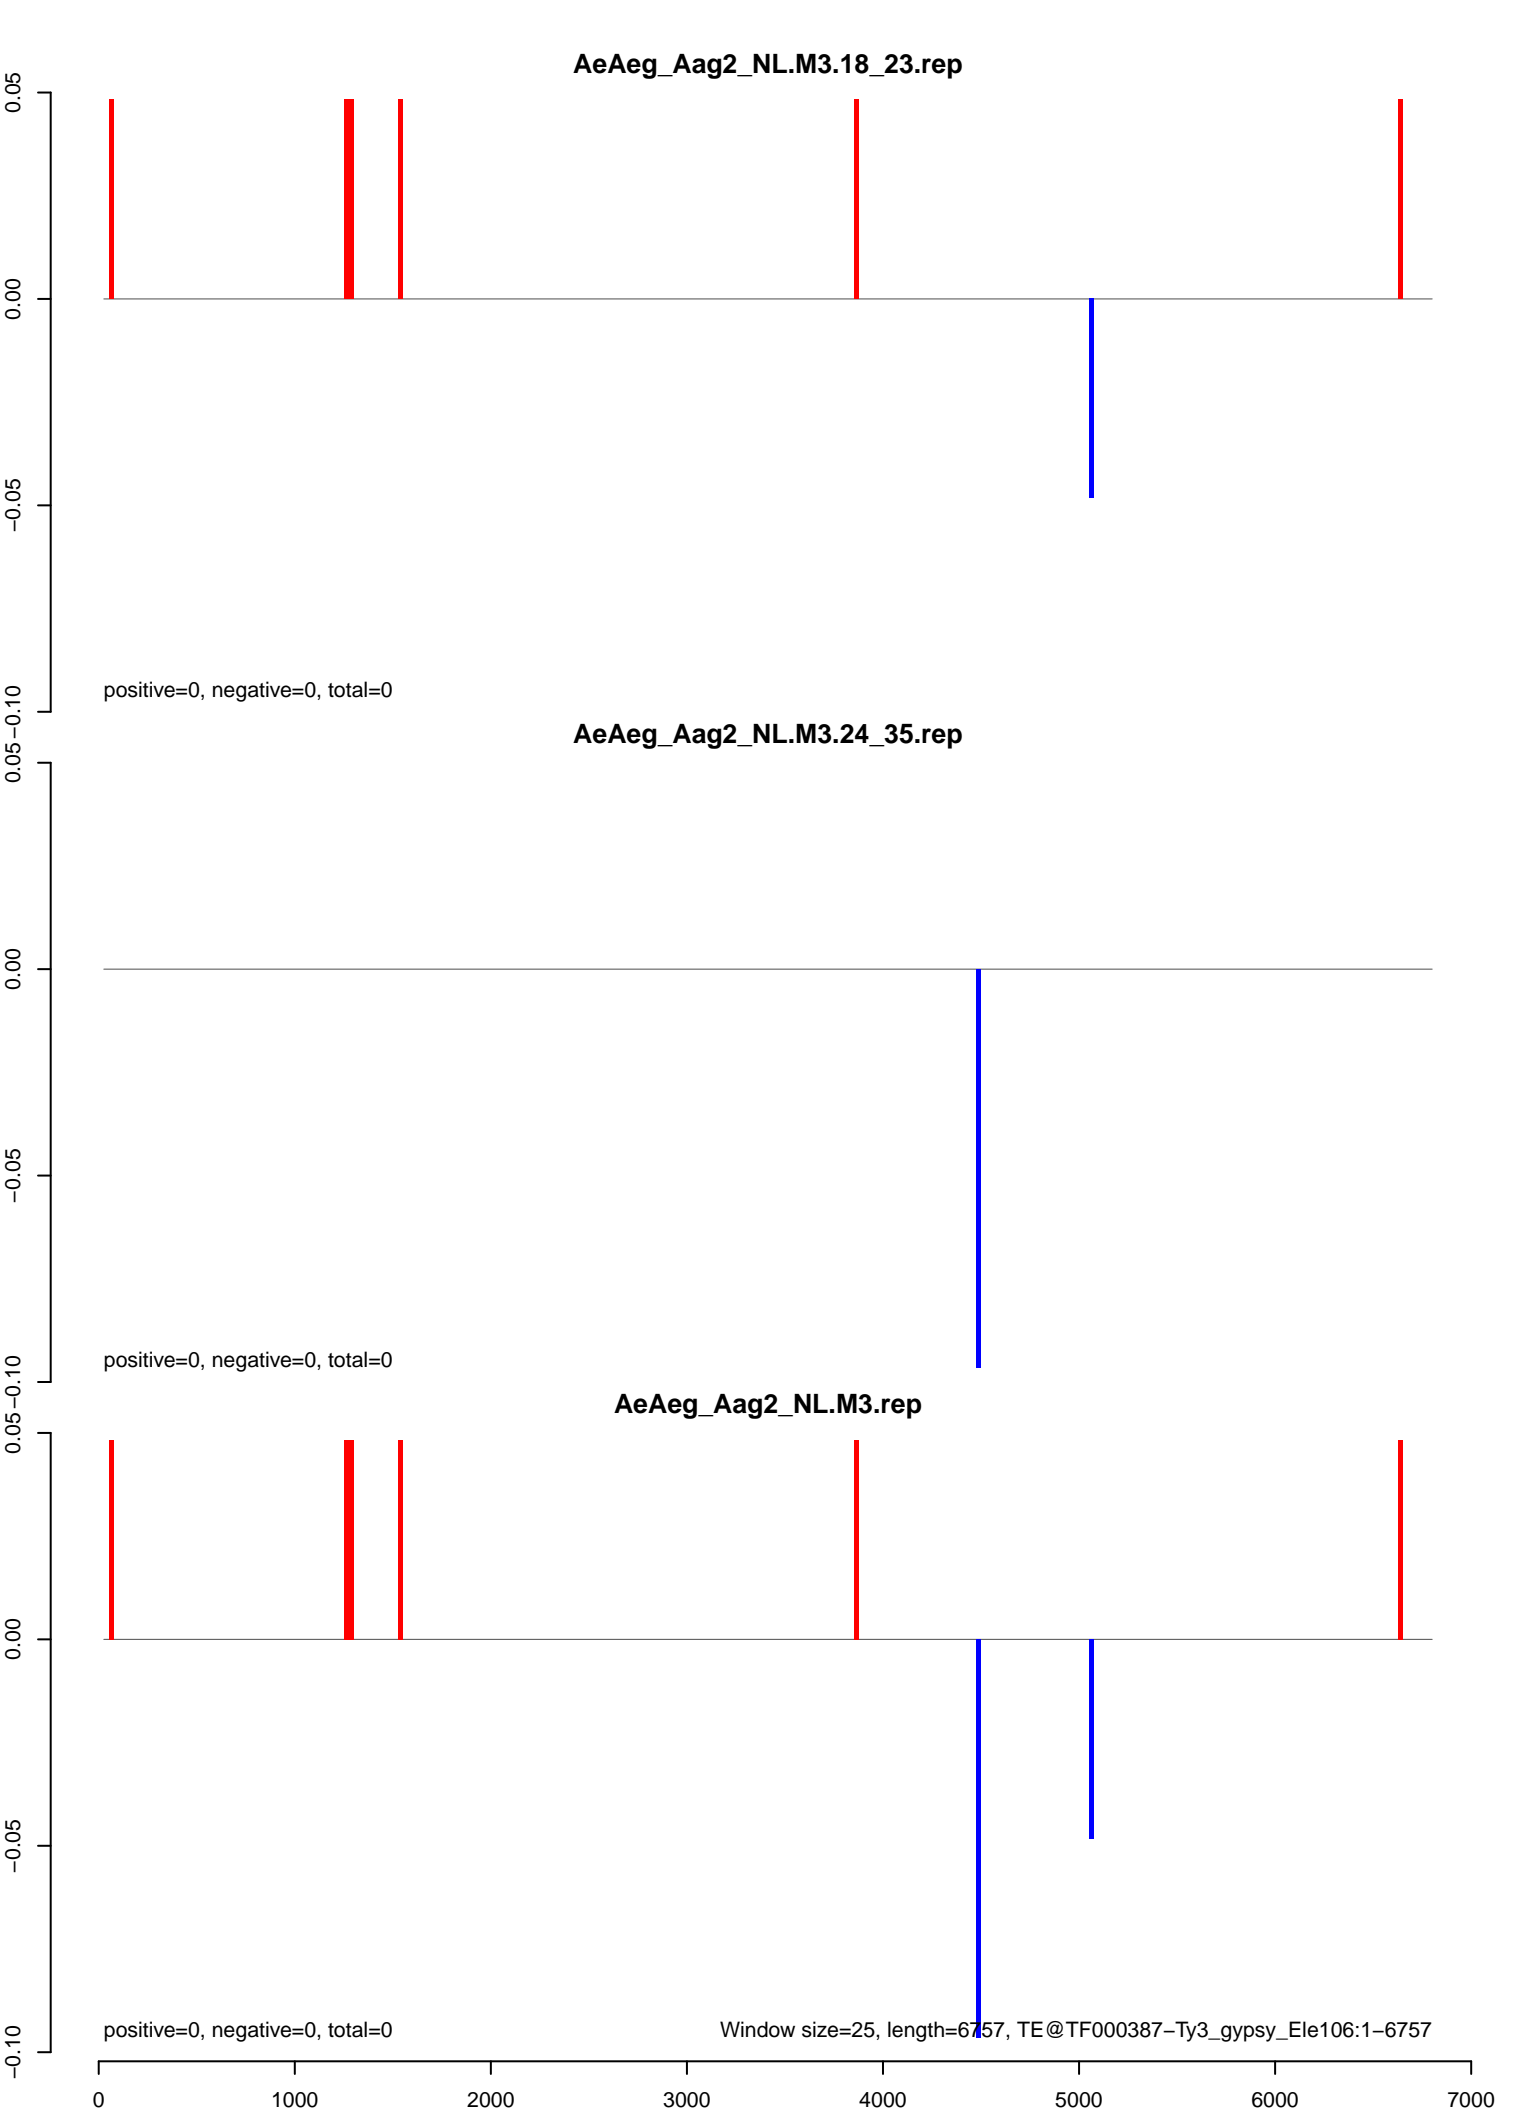 AeAeg_Aag2_NL.M3.18_23.rep
0.05
0.00
−0.05
−0.10
positive=0, negative=0, total=0
AeAeg_Aag2_NL.M3.24_35.rep
0.05
0.00
−0.05
−0.10
positive=0, negative=0, total=0
AeAeg_Aag2_NL.M3.rep
0.05
0.00
−0.05
−0.10
positive=0, negative=0, total=0
Window size=25, length=6757, TE@TF000387−Ty3_gypsy_Ele106:1−6757
0 1000 2000 3000 4000 5000 6000 7000